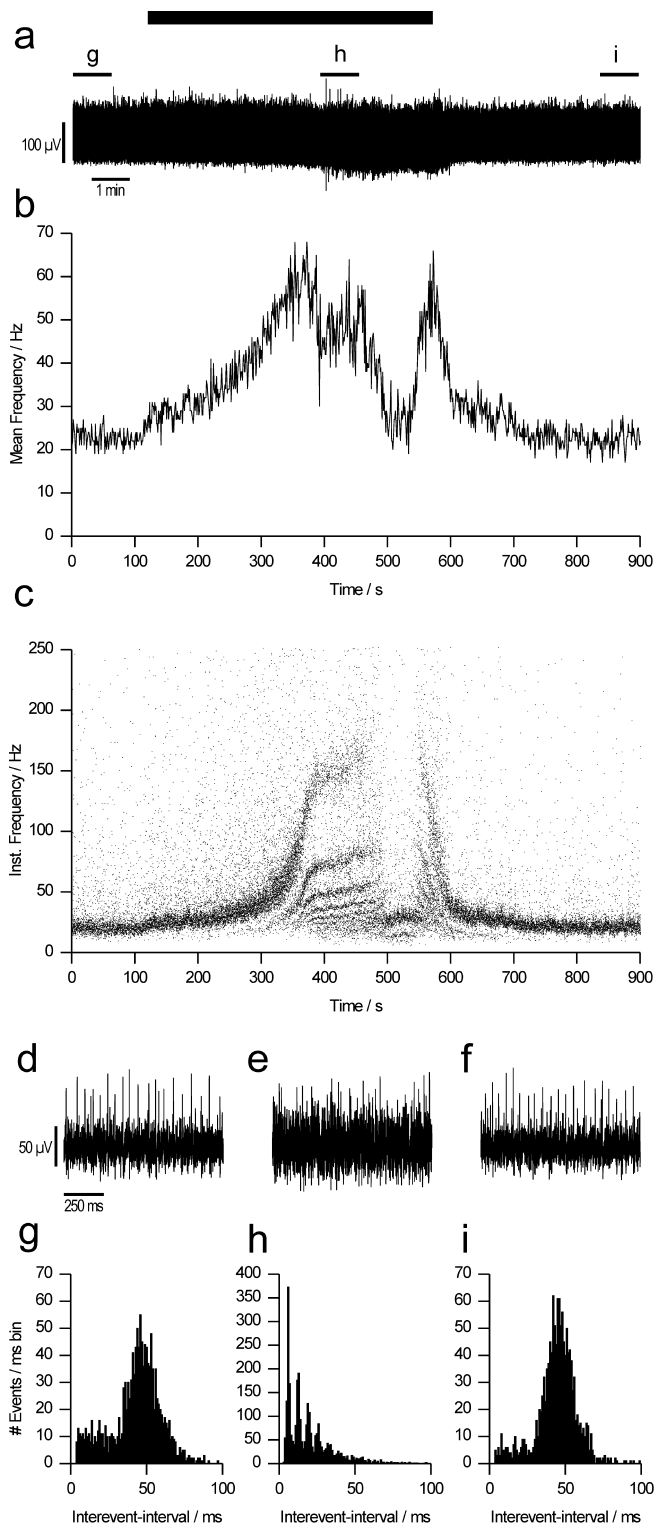 a
g h i
100 µV
1 min
b
70
60
50
40
30
20
10
0
Mean Frequency / Hz
0 100 200 300 400 500 600 700 800 900
Time / s
c
250
200
150
100
50
0
Inst. Frequency / Hz
0 100 200 300 400 500 600 700 800 900
Time / s
d e f
50 µV
250 ms
g h i
70 400 70
60 350 60
50 300 50
40 250 40
30 200 30
20 150 20
10 100 10
0 50 0
0
# Events / ms bin
0 50 100 0 50 100 0 50 100
Interevent-interval / ms Interevent-interval / ms Interevent-interval / ms